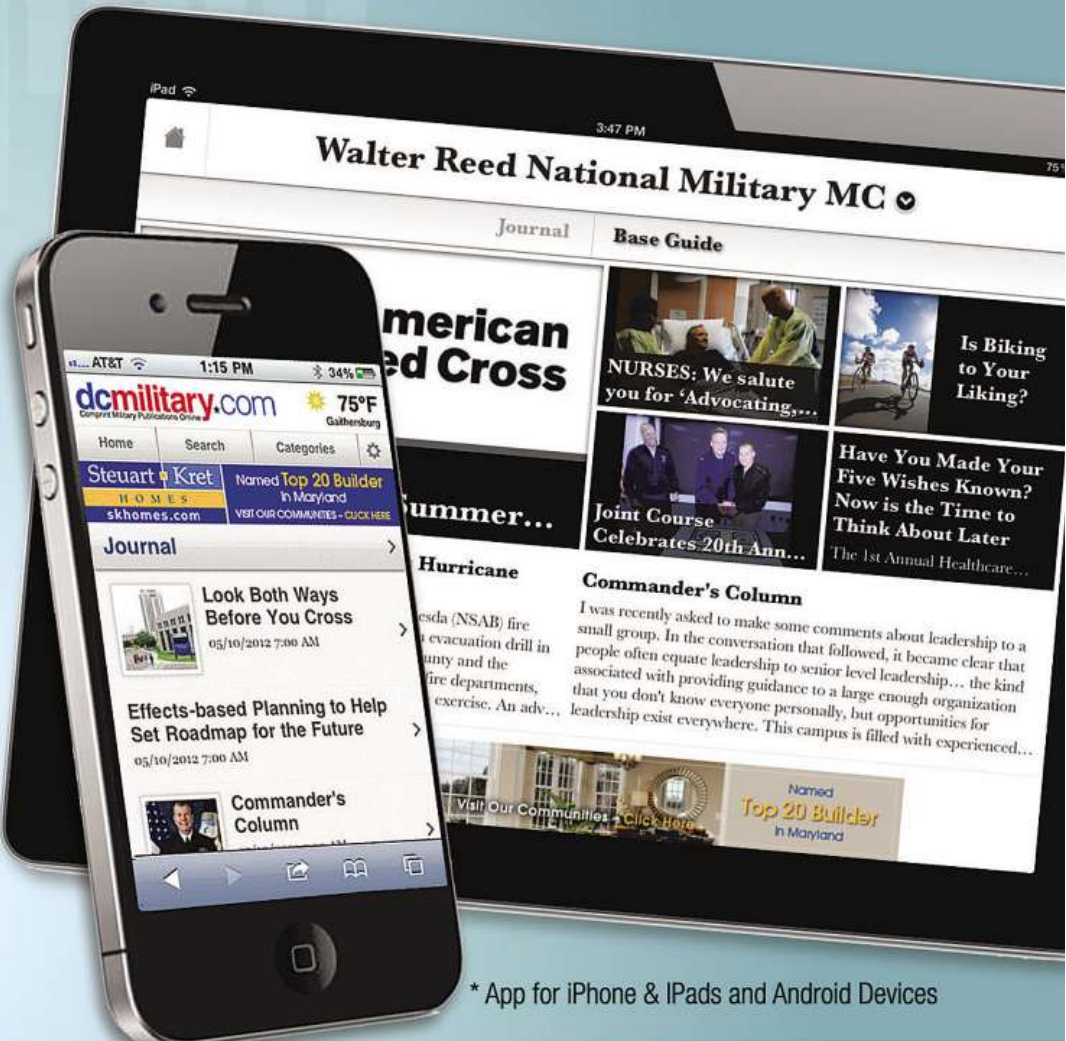 iPad
3:47 PM
75%
Walter Reed National Military MC
Journal
Base Guide
merican
ed Cross
ummer...
NURSES: We salute
you for ‘Advocating,...
Is Biking
to Your
Liking?
Joint Course
Celebrates 20th Ann...
Have You Made Your
Five Wishes Known?
Now is the Time to
Think About Later
The 1st Annual Healthcare...
Hurricane
esda (NSAB) fire
evacuation drill in
unty and the
fire departments,
exercise. An adv...
Commander's Column
I was recently asked to make some comments about leadership to a
small group. In the conversation that followed, it became clear that
people often equate leadership to senior level leadership… the kind
associated with providing guidance to a large enough organization
that you don't know everyone personally, but opportunities for
leadership exist everywhere. This campus is filled with experienced...
Visit Our Communities - Click Here
Named
Top 20 Builder
In Maryland
AT&T
1:15 PM
34%
dcmilitary.com
Comprint Military Publications Online
75°F
Gaithersburg
Home
Search
Categories
Steuart Kret
HOMES
skhomes.com
Named Top 20 Builder
In Maryland
VISIT OUR COMMUNITIES - CLICK HERE
Journal
Look Both Ways
Before You Cross
05/10/2012 7:00 AM
Effects-based Planning to Help
Set Roadmap for the Future
05/10/2012 7:00 AM
Commander's
Column
* App for iPhone & IPads and Android Devices